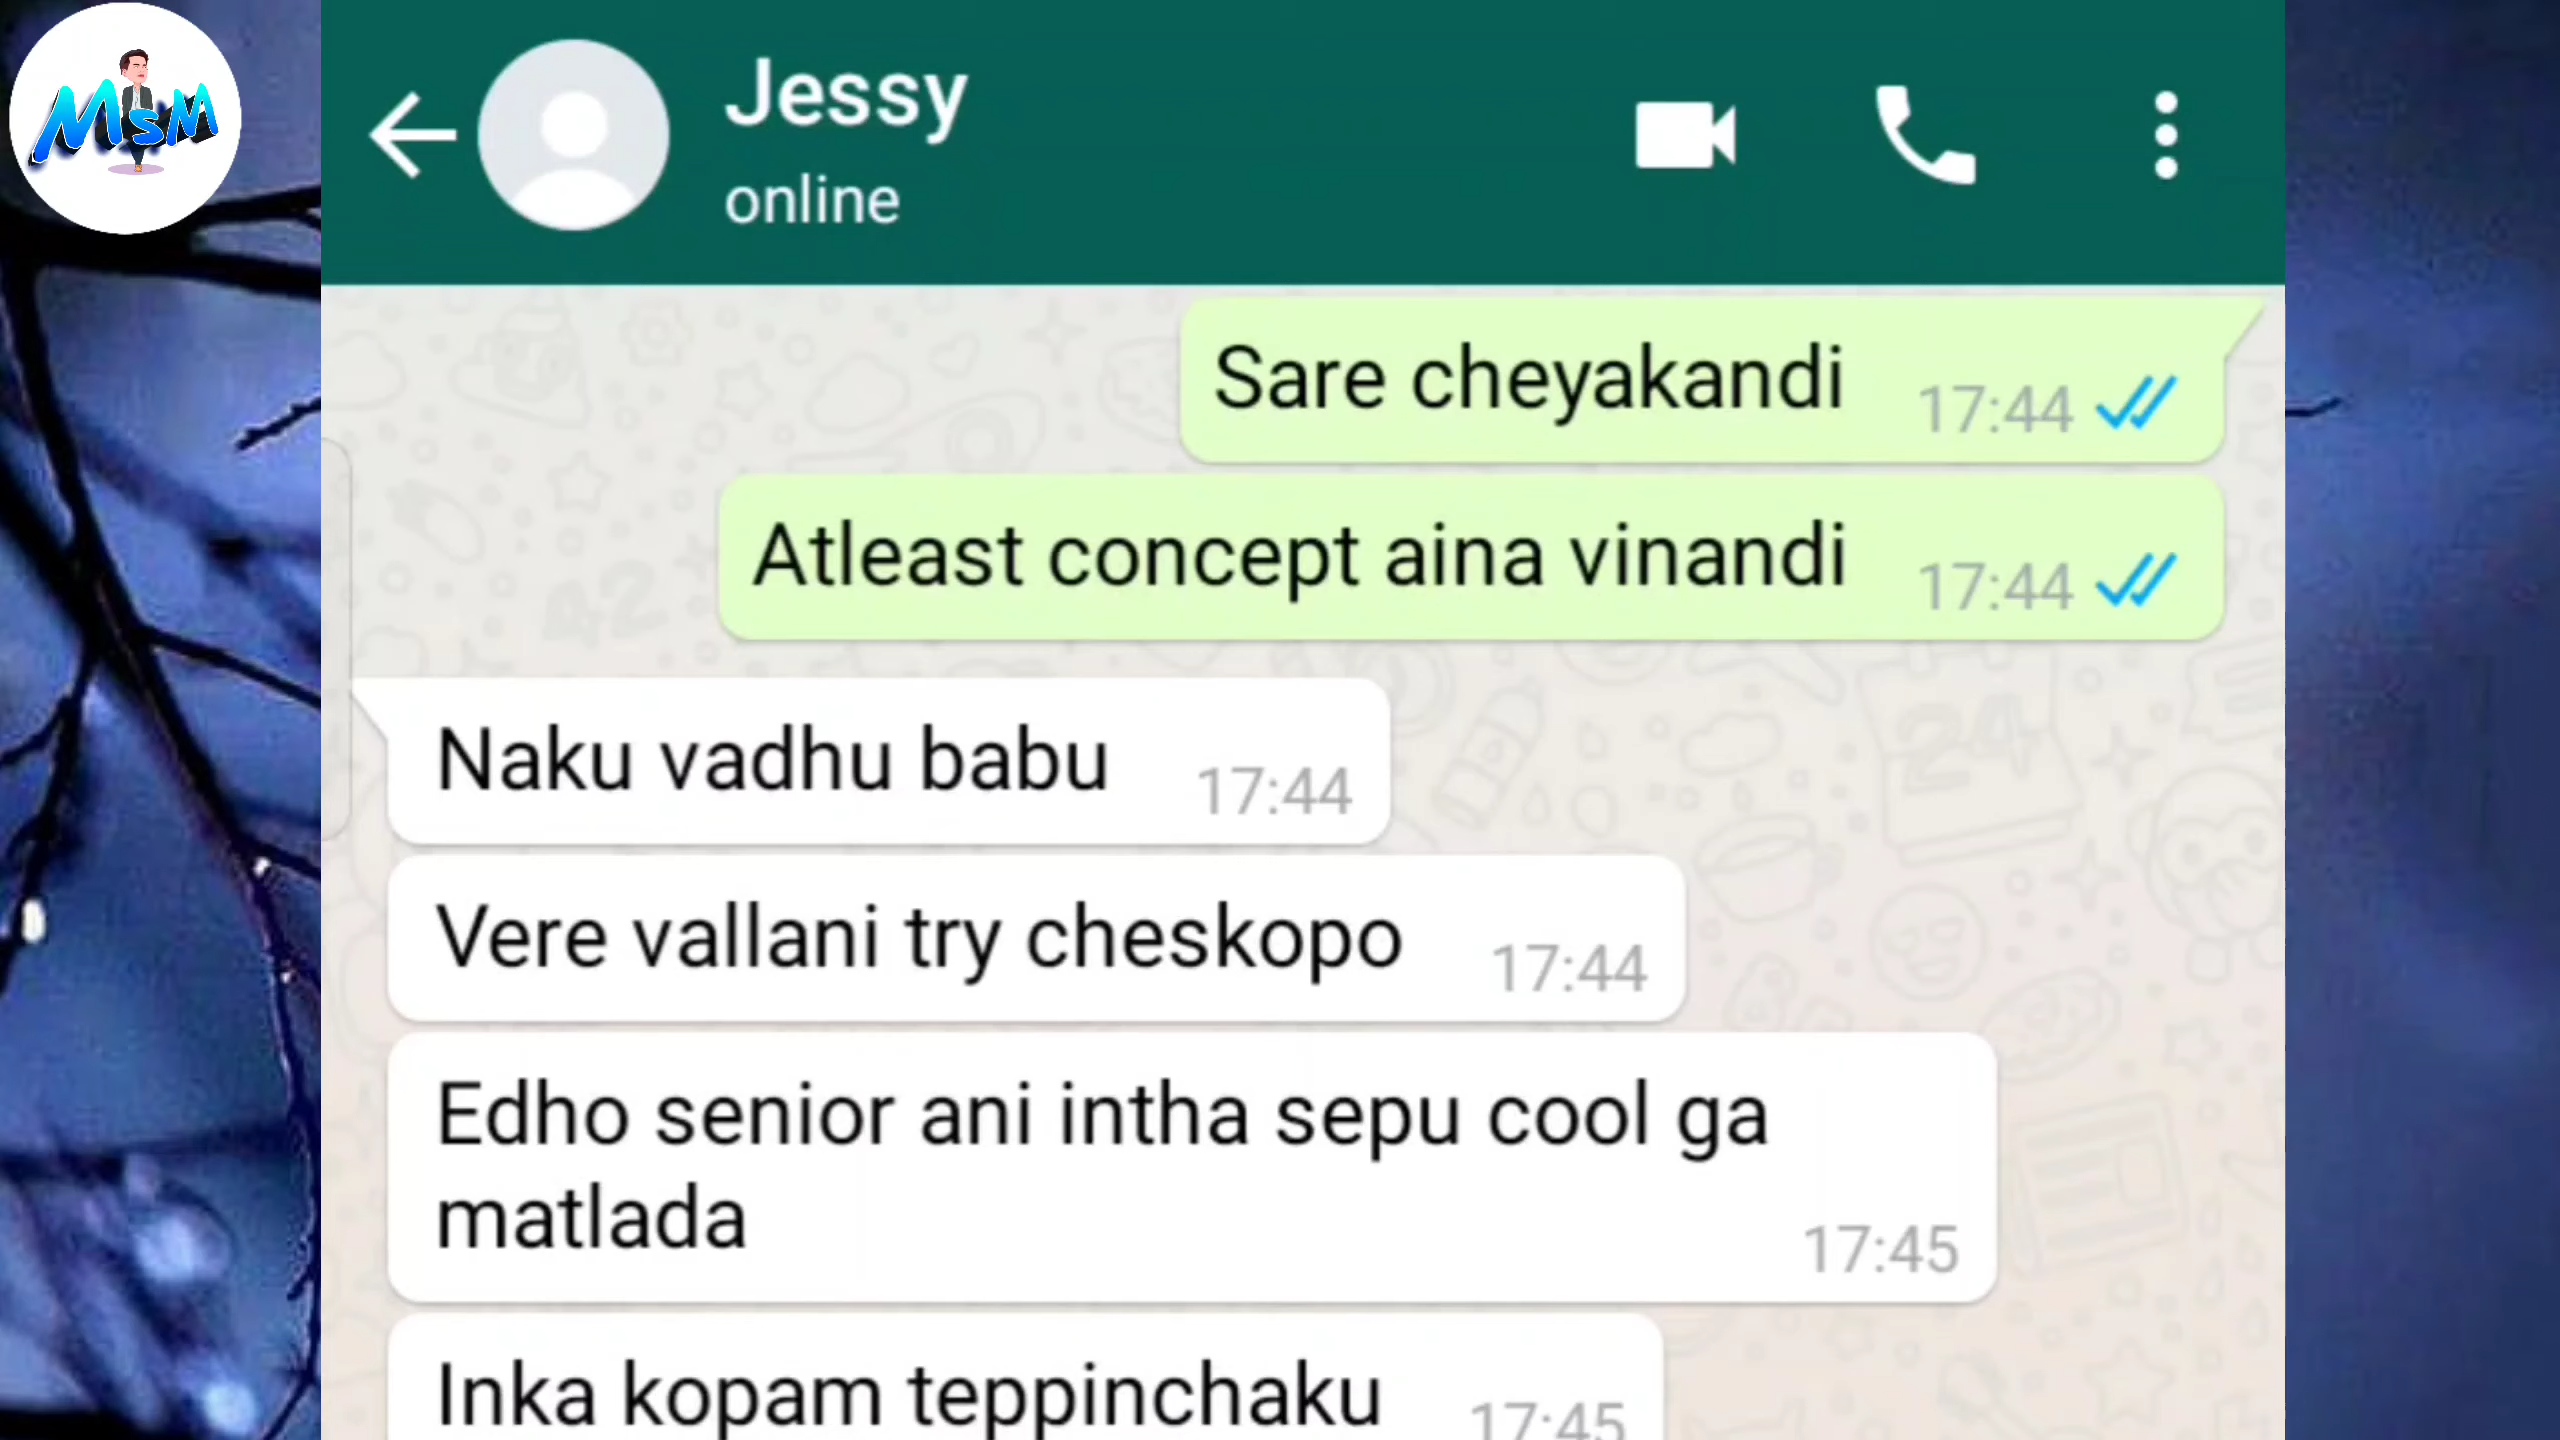 MSM
Jessy
online
Sare cheyakandi 17:44
Atleast concept aina vinandi 17:44
Naku vadhu babu 17:44
Vere vallani try cheskopo 17:44
Edho senior ani intha sepu cool ga
matlada 17:45
Inka kopam teppinchaku 17:45